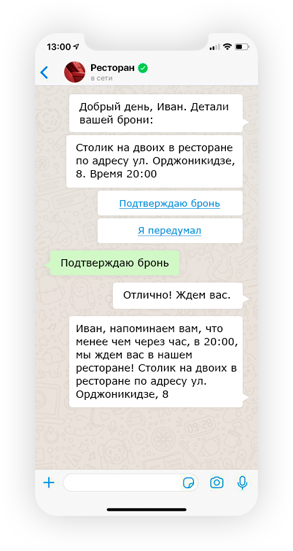 13:00
Ресторан
в сети
Добрый день, Иван. Детали
вашей брони:
Столик на двоих в ресторане
по адресу ул. Орджоникидзе,
8. Время 20:00
Подтверждаю бронь
Я передумал
Подтверждаю бронь
Отлично! Ждем вас.
Иван, напоминаем вам, что
менее чем через час, в 20:00,
мы ждем вас в нашем
ресторане! Столик на двоих в
ресторане по адресу ул.
Орджоникидзе, 8